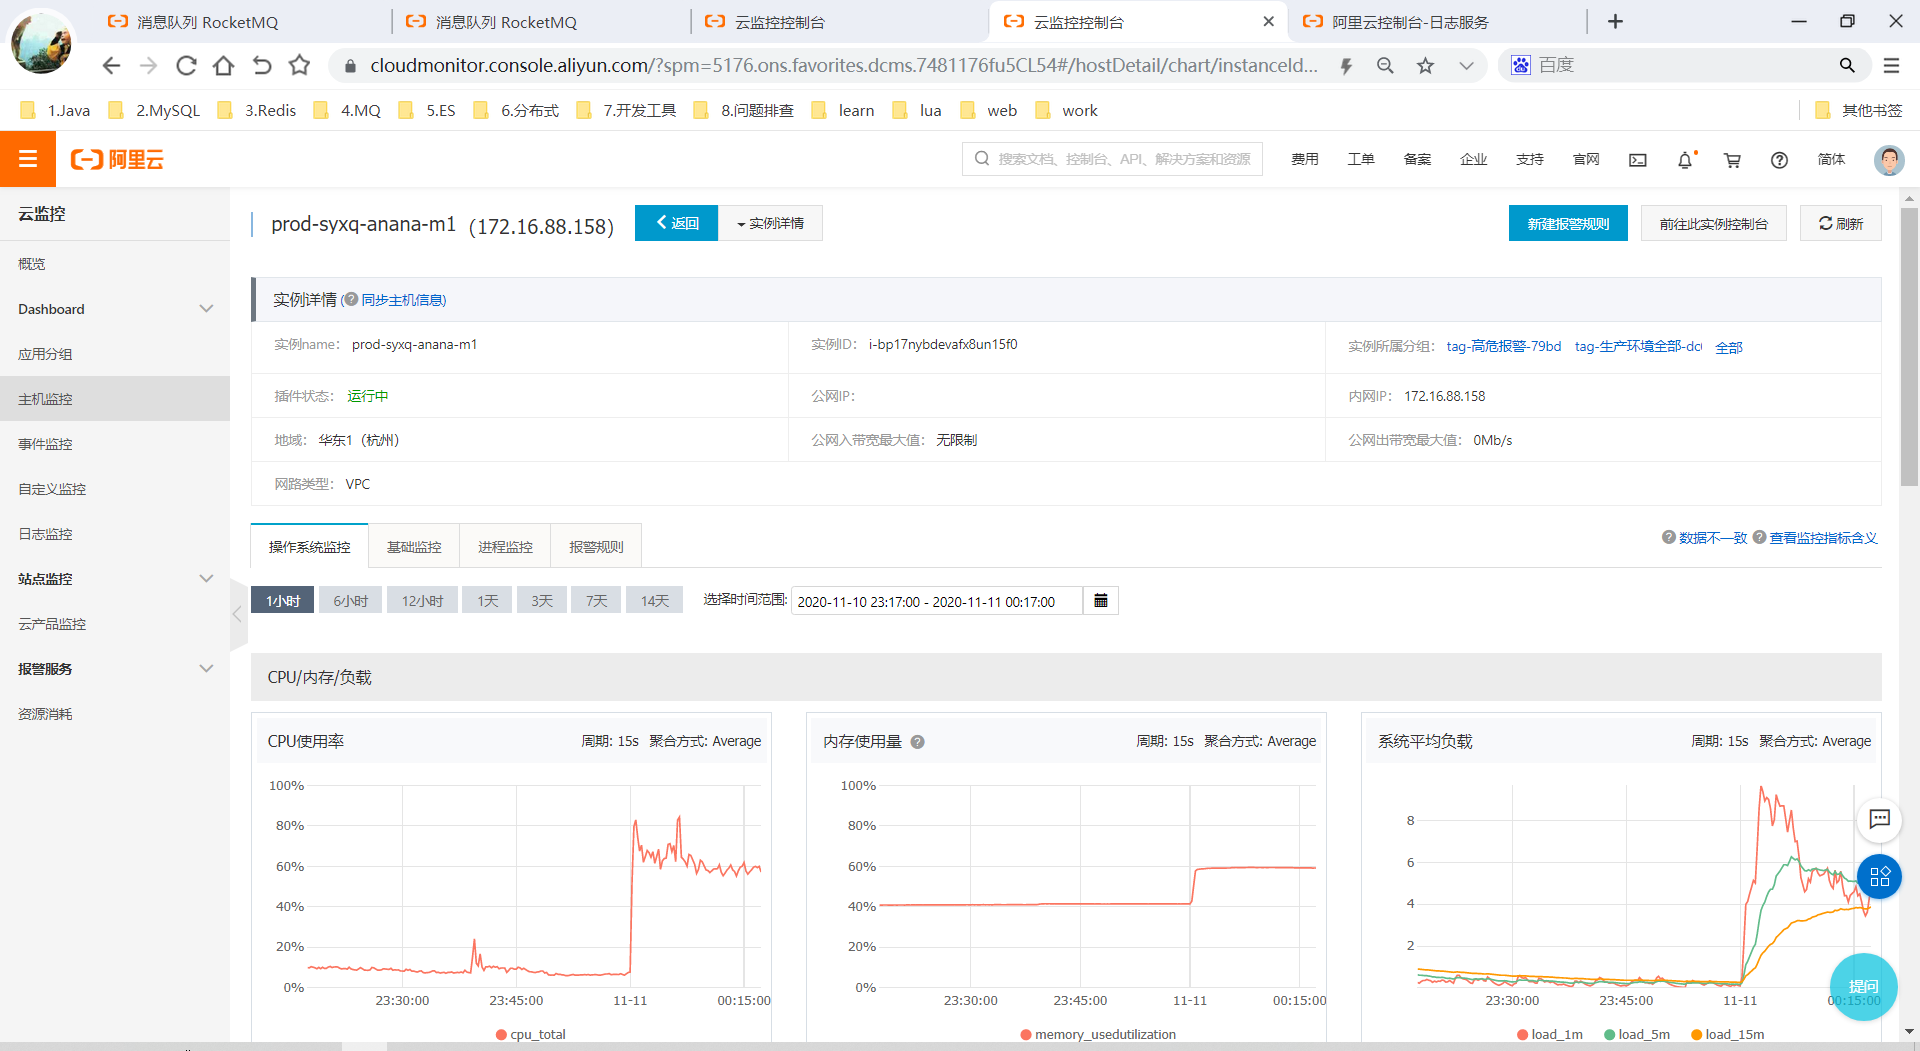 消息队列 RocketMQ
消息队列 RocketMQ
云监控控制台
云监控控制台
阿里云控制台-日志服务
cloudmonitor.console.aliyun.com/?spm=5176.ons.favorites.dcms.7481176fu5CL54#/hostDetail/chart/instanceId...
百度
1.Java
2.MySQL
3.Redis
4.MQ
5.ES
6.分布式
7.开发工具
8.问题排查
learn
lua
web
work
其他书签
阿里云
搜索文档、控制台、API、解决方案和资源
费用
工单
备案
企业
支持
官网
简体
云监控
概览
Dashboard
应用分组
主机监控
事件监控
自定义监控
日志监控
站点监控
云产品监控
报警服务
资源消耗
prod-syxq-anana-m1 (172.16.88.158)
返回
实例详情
新建报警规则
前往此实例控制台
刷新
实例详情 (同步主机信息)
实例name: prod-syxq-anana-m1
实例ID: i-bp17nybdevafx8un15f0
实例所属分组: tag-高危报警-79bd tag-生产环境全部-dc 全部
插件状态: 运行中
公网IP:
内网IP: 172.16.88.158
地域: 华东1（杭州）
公网入带宽最大值: 无限制
公网出带宽最大值: 0Mb/s
网路类型: VPC
操作系统监控
基础监控
进程监控
报警规则
数据不一致
查看监控指标含义
1小时
6小时
12小时
1天
3天
7天
14天
选择时间范围:
2020-11-10 23:17:00 - 2020-11-11 00:17:00
CPU/内存/负载
CPU使用率
周期: 15s 聚合方式: Average
100%
80%
60%
40%
20%
0%
23:30:00
23:45:00
11-11
00:15:00
cpu_total
内存使用量
周期: 15s 聚合方式: Average
100%
80%
60%
40%
20%
0%
23:30:00
23:45:00
11-11
00:15:00
memory_usedutilization
系统平均负载
周期: 15s 聚合方式: Average
8
6
4
2
23:30:00
23:45:00
11-11
00:15:00
load_1m
load_5m
load_15m
提问